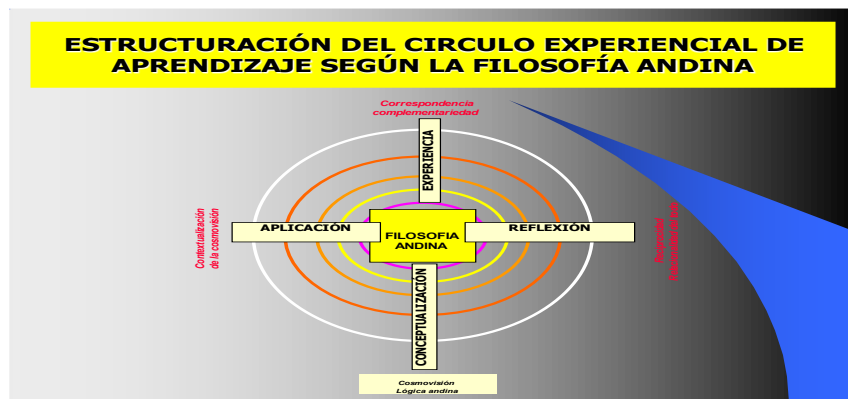 ESTRUCTURACIÓN DEL CIRCULO EXPERIENCIAL DE
APRENDIZAJE SEGÚN LA FILOSOFÍA ANDINA
Correspondencia
complementariedad
EXPERIENCIA
Contextualización
de la cosmovisión
APLICACIÓN
FILOSOFIA
ANDINA
REFLEXIÓN
Reciprocidad
CONCEPTUALIZACIÓN
Cosmovisión
Lógica andina